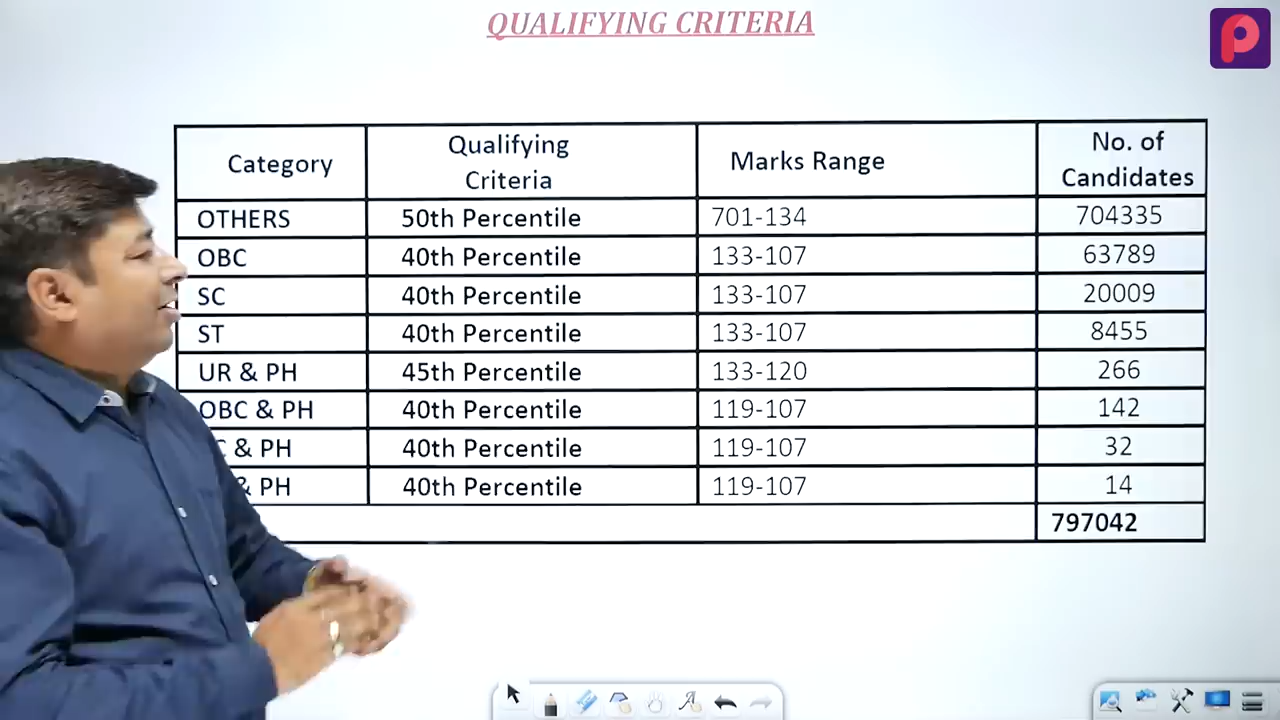 QUALIFYING CRITERIA
Category Qualifying Criteria Marks Range No. of Candidates
OTHERS 50th Percentile 701-134 704335
OBC 40th Percentile 133-107 63789
SC 40th Percentile 133-107 20009
ST 40th Percentile 133-107 8455
UR & PH 45th Percentile 133-120 266
OBC & PH 40th Percentile 119-107 142
& PH 40th Percentile 119-107 32
& PH 40th Percentile 119-107 14
797042